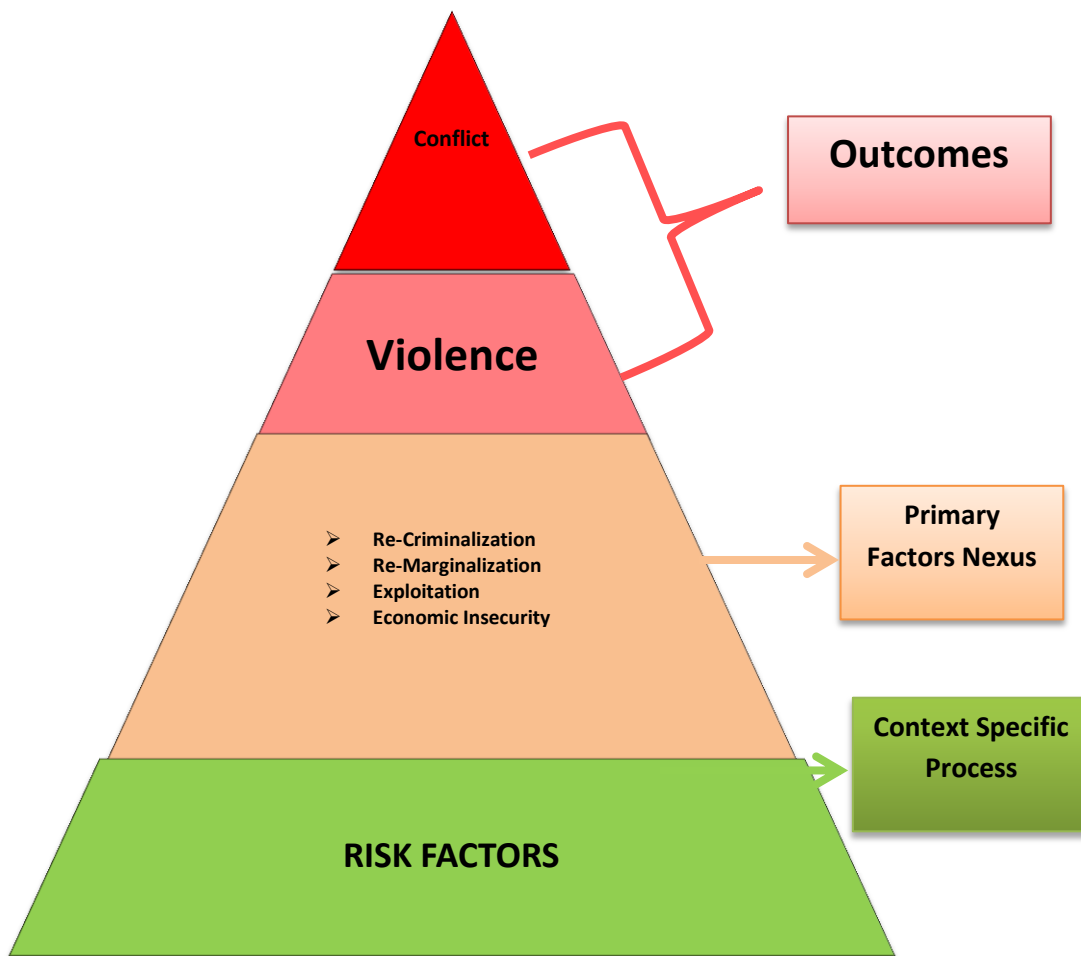 Conflict
Outcomes
Violence
Primary
Factors Nexus
➢ Re-Criminalization
➢ Re-Marginalization
➢ Exploitation
➢ Economic Insecurity
Context Specific
Process
RISK FACTORS